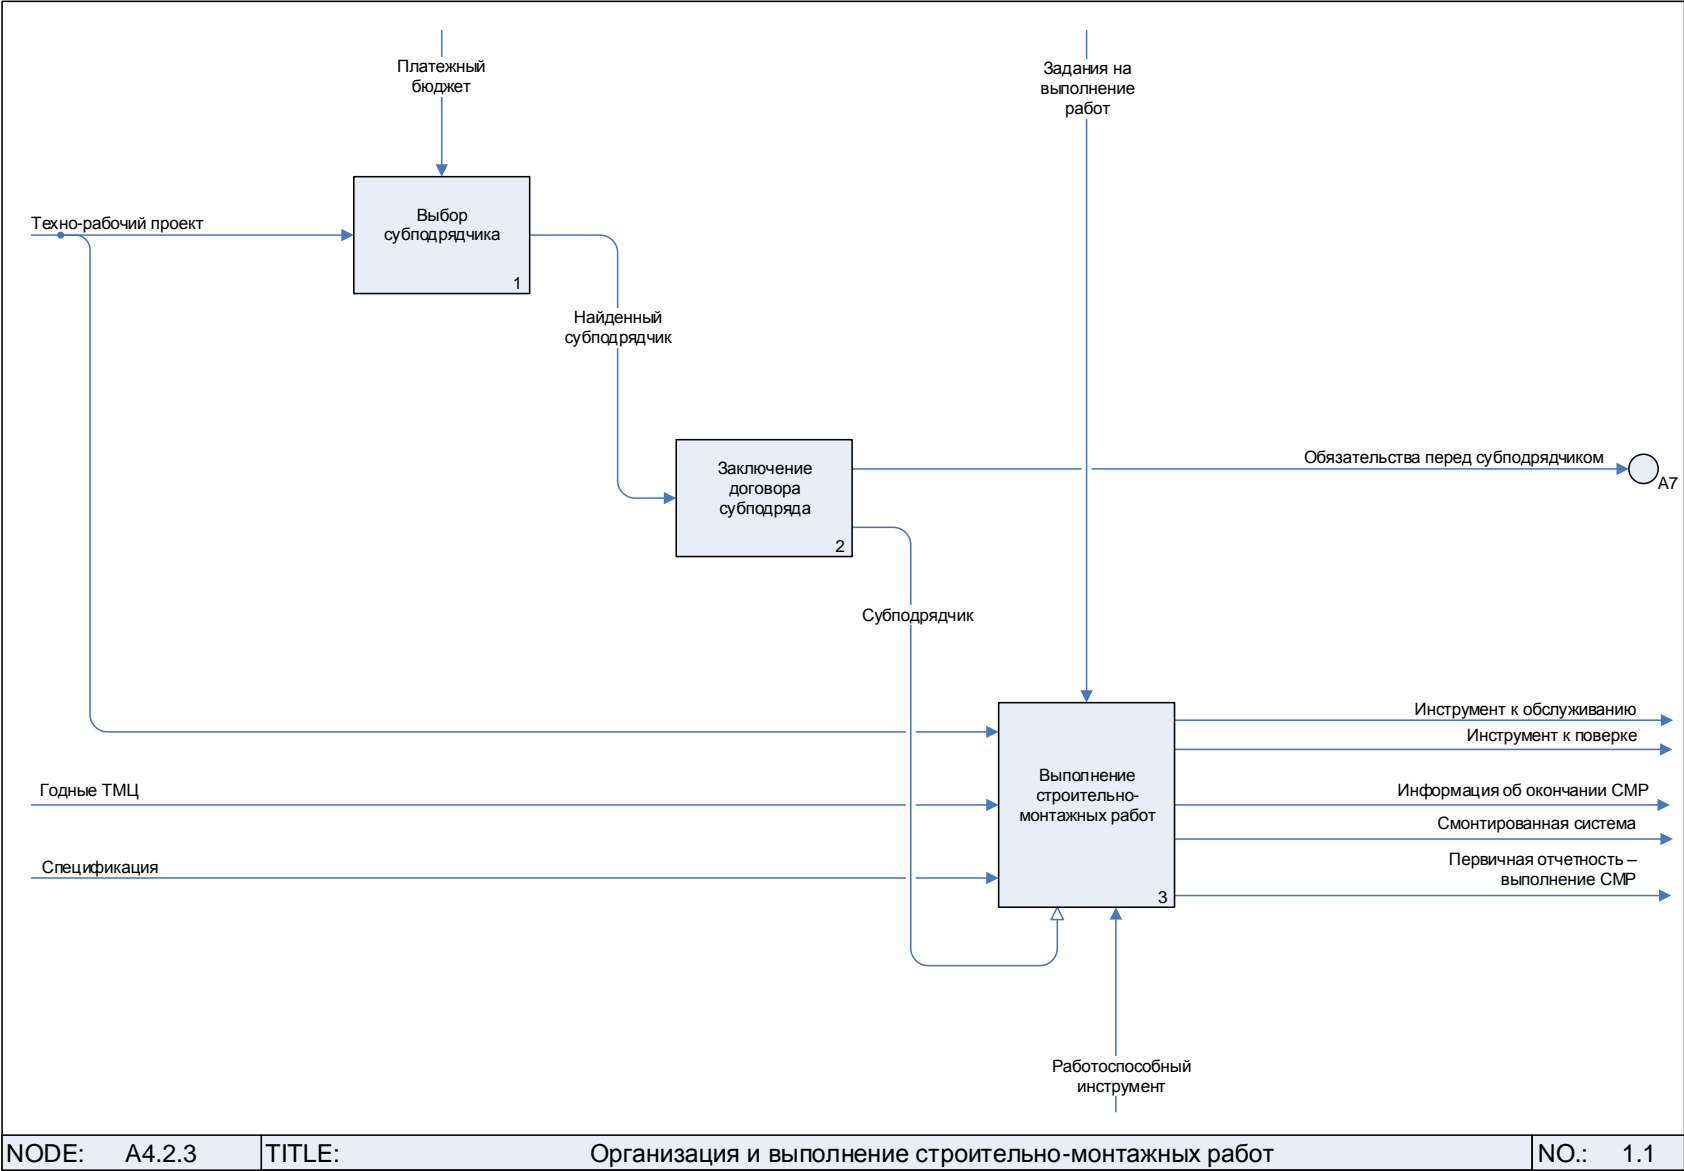 Платежный
бюджет
Задания на
выполнение
работ
Техно-рабочий проект
Выбор
субподрядчика
1
Найденный
субподрядчик
Заключение
договора
субподряда
2
Обязательства перед субподрядчиком
A7
Субподрядчик
Годные ТМЦ
Спецификация
Выполнение
строительно-
монтажных работ
3
Инструмент к обслуживанию
Инструмент к поверке
Информация об окончании СМР
Смонтированная система
Первичная отчетность –
выполнение СМР
Работоспособный
инструмент
NODE: A4.2.3 TITLE: Организация и выполнение строительно-монтажных работ NO.: 1.1